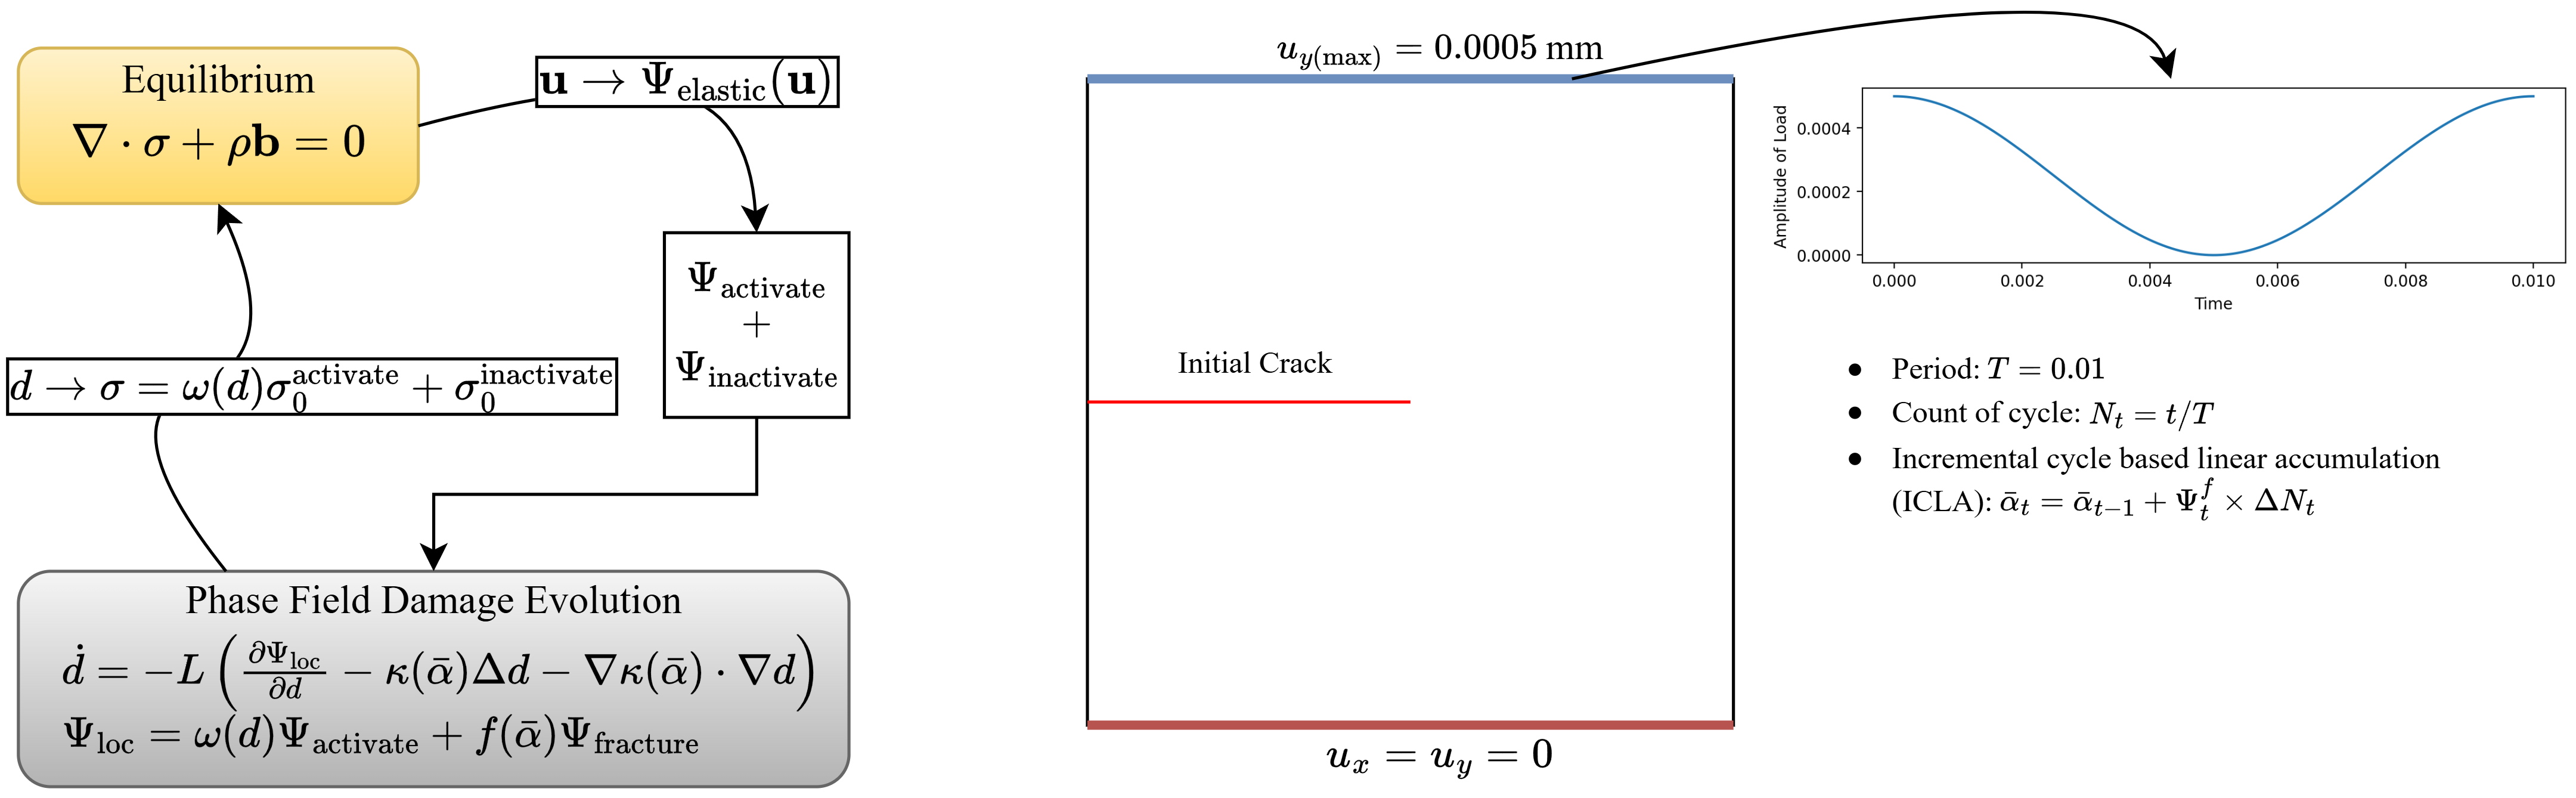 Equilibrium
∇ · σ + ρb = 0
u → Ψ_elastic(u)
Ψ_activate
+
Ψ_inactivate
d → σ = ω(d)σ_0^activate + σ_0^inactivate
Phase Field Damage Evolution
ḋ = −L (∂Ψ_loc/∂d − κ(ᾱ)Δd − ∇κ(ᾱ) · ∇d)
Ψ_loc = ω(d)Ψ_activate + f(ᾱ)Ψ_fracture
u_y(max) = 0.0005 mm
Initial Crack
u_x = u_y = 0
Amplitude of Load
0.0004
0.0002
0.0000
0.000 0.002 0.004 0.006 0.008 0.010
Time
● Period: T = 0.01
● Count of cycle: N_t = t/T
● Incremental cycle based linear accumulation
(ICLA): ᾱ_t = ᾱ_{t−1} + Ψ_t^f × ΔN_t